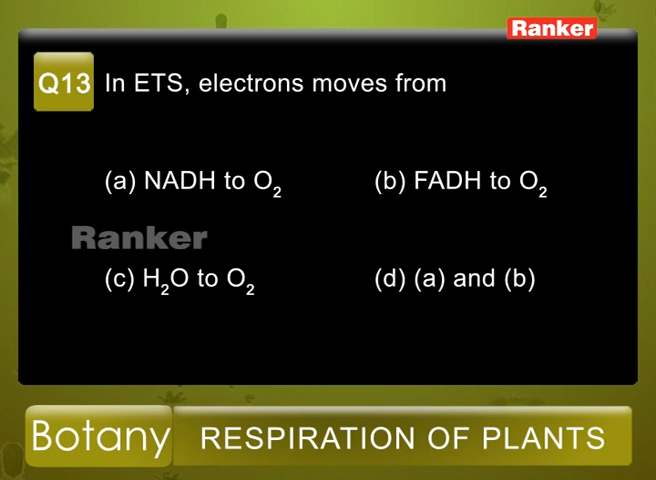 Ranker
Q13 In ETS, electrons moves from
(a) NADH to O₂ (b) FADH to O₂
Ranker
(c) H₂O to O₂ (d) (a) and (b)
Botany RESPIRATION OF PLANTS